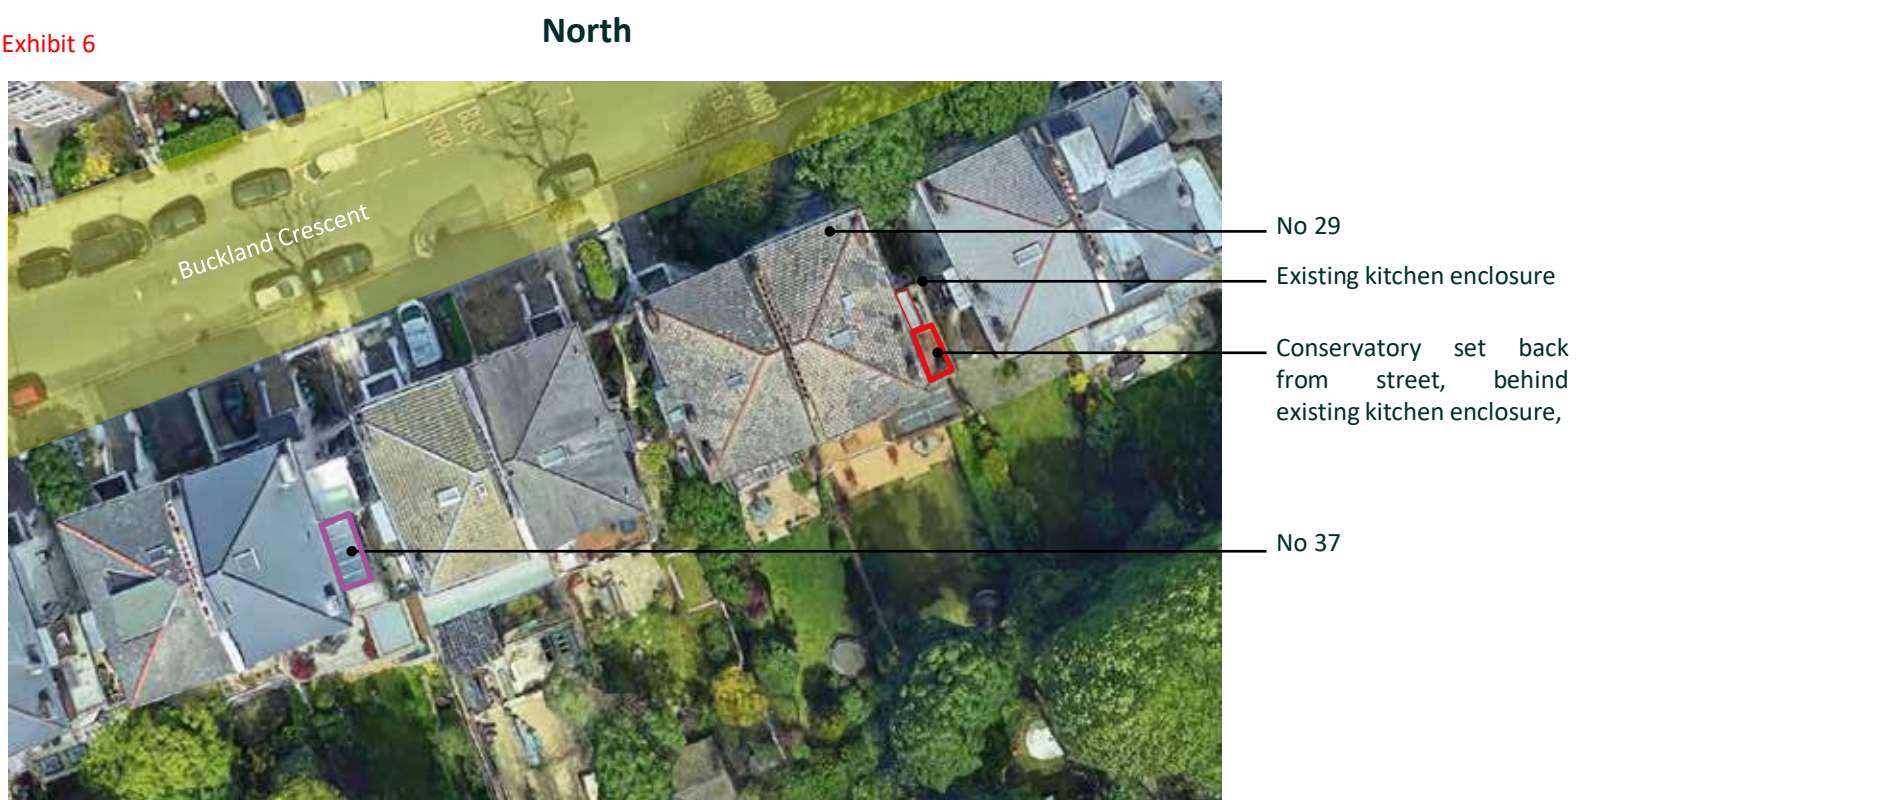 North
Exhibit 6
Buckland Crescent
No 29
Existing kitchen enclosure
Conservatory set back
from street, behind
existing kitchen enclosure,
No 37